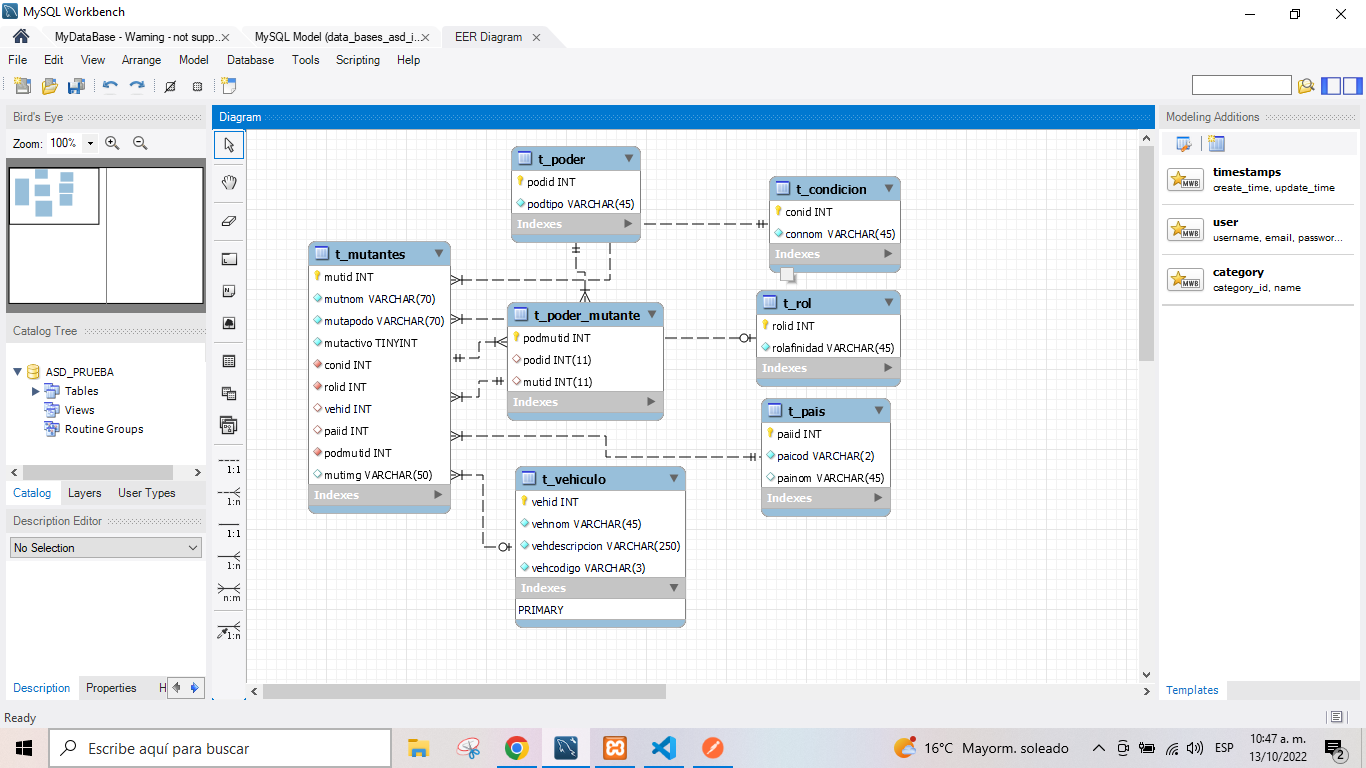 MySQL Workbench
MyDataBase - Warning - not supp...
MySQL Model (data_bases_asd_i...
EER Diagram
File Edit View Arrange Model Database Tools Scripting Help
Bird's Eye
Zoom: 100%
Catalog Tree
ASD_PRUEBA
Tables
Views
Routine Groups
Catalog Layers User Types
Description Editor
No Selection
Description Properties H
Ready
Diagram
1:1
1:n
1:1
1:n
n:m
1:n
t_poder
podid INT
podtipo VARCHAR(45)
Indexes
t_condicion
conid INT
connom VARCHAR(45)
Indexes
t_mutantes
mutid INT
mutnom VARCHAR(70)
mutapodo VARCHAR(70)
mutactivo TINYINT
conid INT
rolid INT
vehid INT
paiid INT
podmutid INT
mutimg VARCHAR(50)
Indexes
t_poder_mutante
podmutid INT
podid INT(11)
mutid INT(11)
Indexes
t_rol
rolid INT
rolafinidad VARCHAR(45)
Indexes
t_pais
paiid INT
paicod VARCHAR(2)
painom VARCHAR(45)
Indexes
t_vehiculo
vehid INT
vehnom VARCHAR(45)
vehdescripcion VARCHAR(250)
vehcodigo VARCHAR(3)
Indexes
PRIMARY
Modeling Additions
MWB
timestamps
create_time, update_time
MWB
user
username, email, passwor...
MWB
category
category_id, name
Templates
Escribe aquí para buscar
16°C Mayorm. soleado
ESP
10:47 a. m.
13/10/2022
2